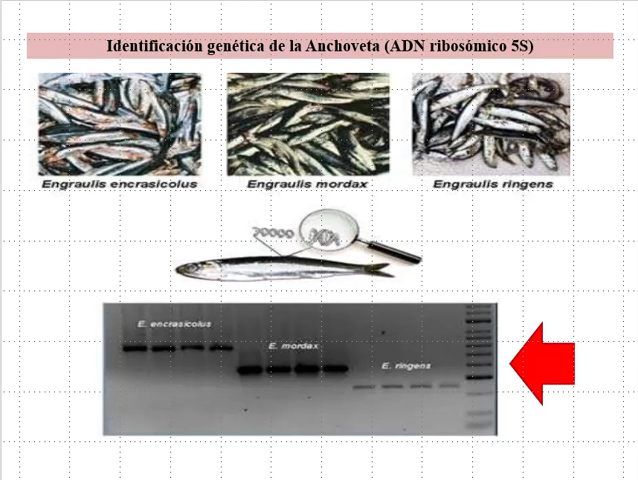 Identificación genética de la Anchoveta (ADN ribosómico 5S)
Engraulis encrasicolus Engraulis mordax Engraulis ringens
E. encrasicolus
E. mordax
E. ringens